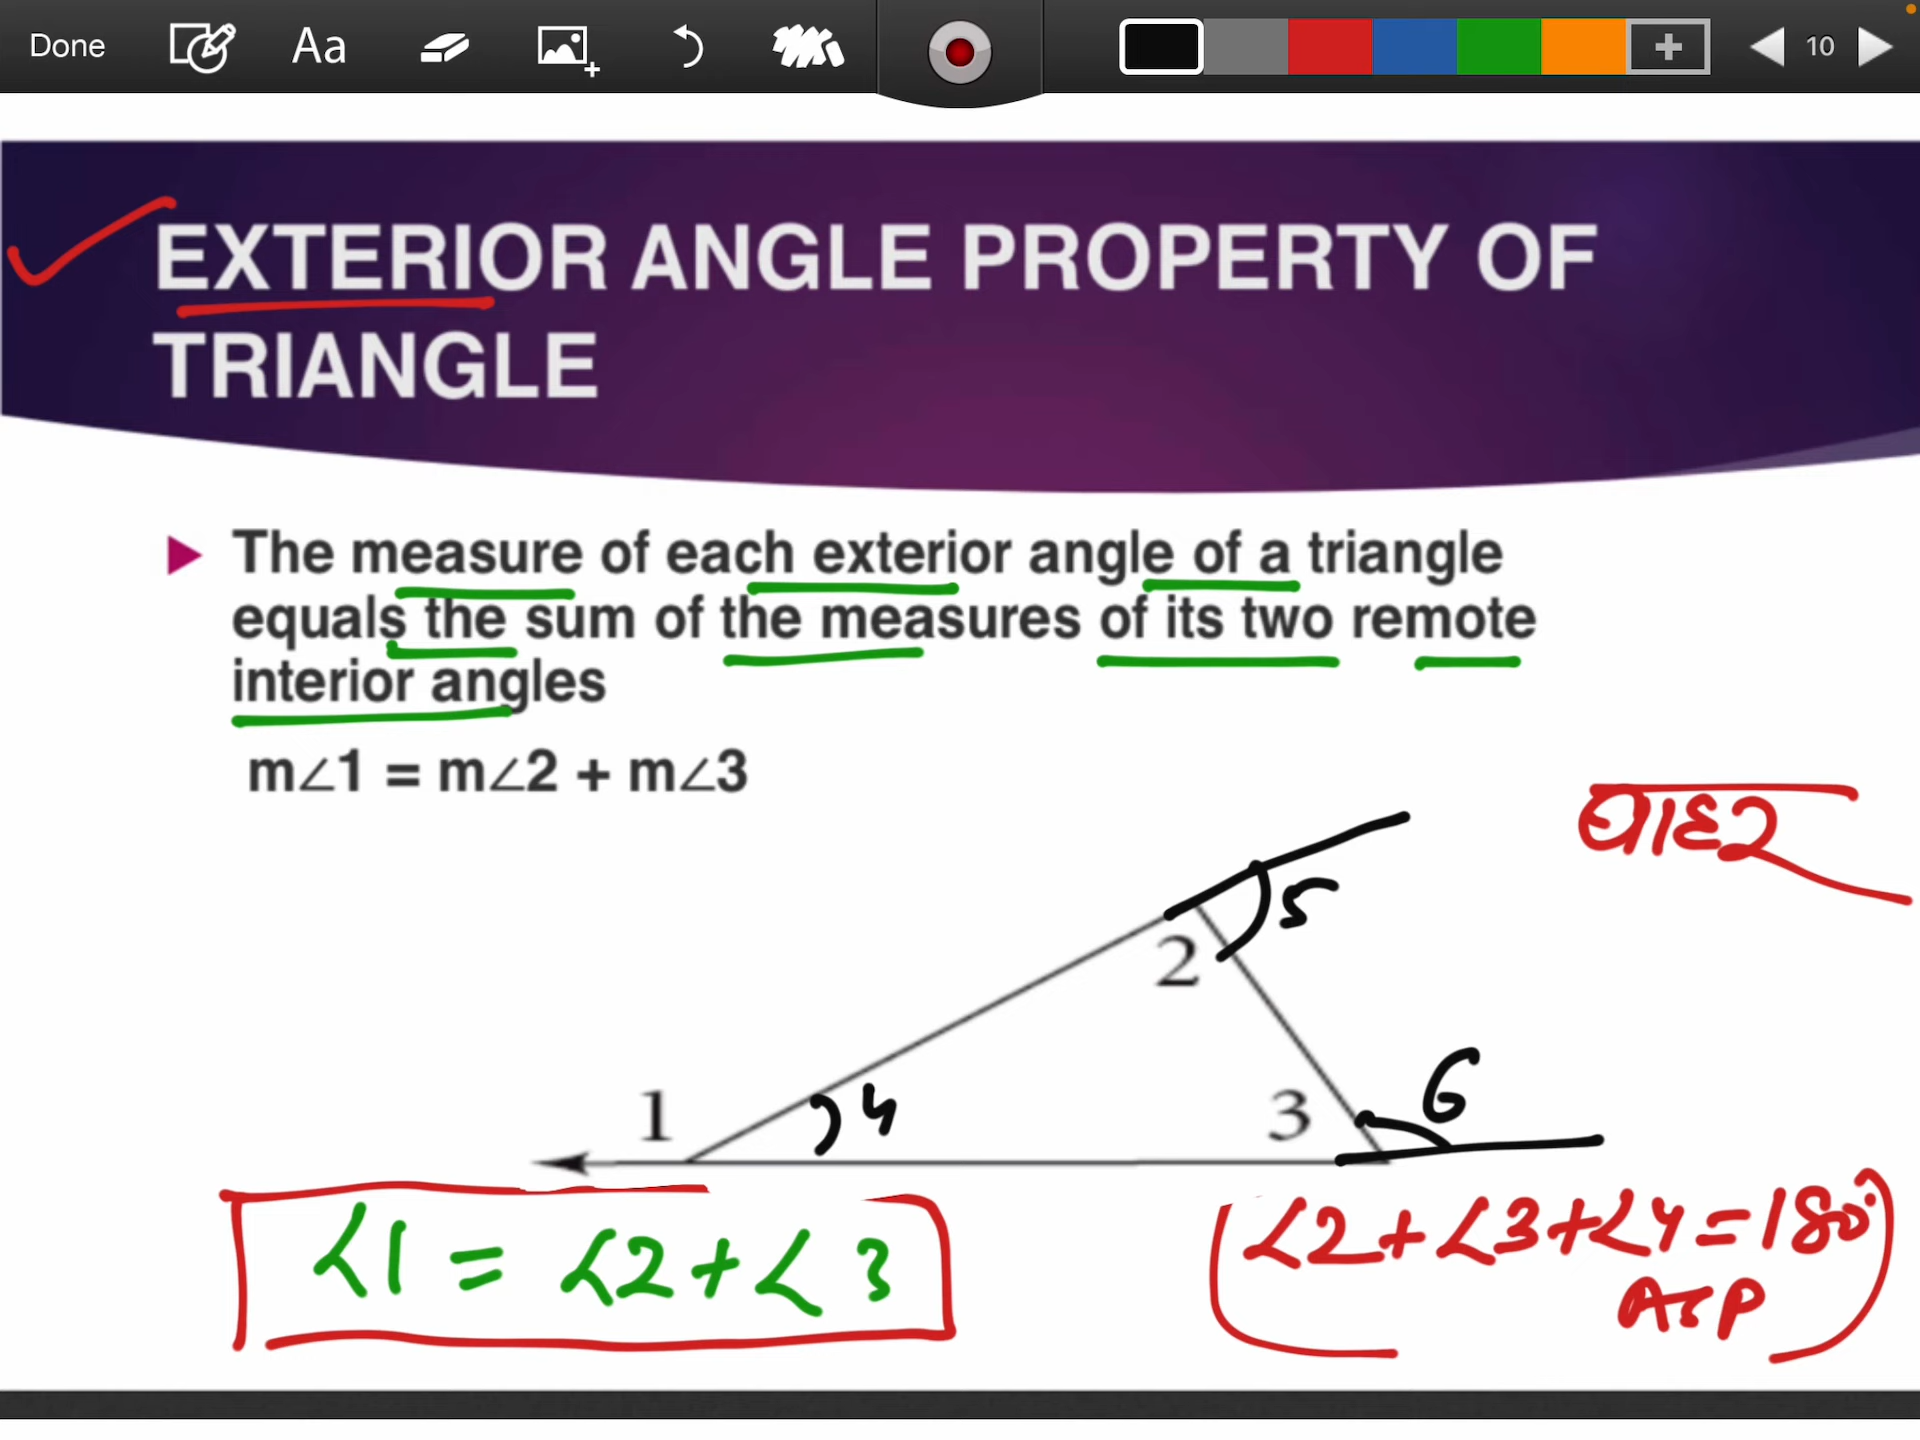 Done Aa 10
EXTERIOR ANGLE PROPERTY OF
TRIANGLE
The measure of each exterior angle of a triangle
equals the sum of the measures of its two remote
interior angles
m∠1 = m∠2 + m∠3
5
2
1 4 3 6
∠1 = ∠2+∠3
∠2+∠3+∠4=180°
ASP